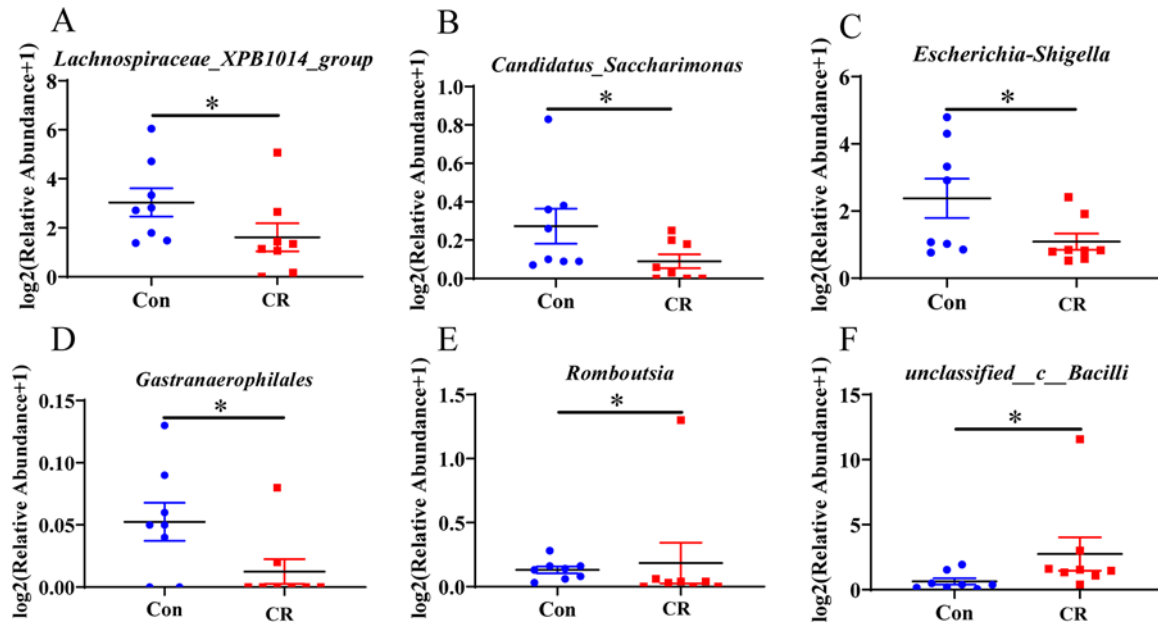 A
Lachnospiraceae_XPB1014_group
log2(Relative Abundance+1)
8
6
4
2
0
*
Con
CR
B
Candidatus_Saccharimonas
log2(Relative Abundance+1)
1.0
0.8
0.6
0.4
0.2
0.0
*
Con
CR
C
Escherichia-Shigella
log2(Relative Abundance+1)
6
4
2
0
*
Con
CR
D
Gastranaerophilales
log2(Relative Abundance+1)
0.15
0.10
0.05
0.00
*
Con
CR
E
Romboutsia
log2(Relative Abundance+1)
1.5
1.0
0.5
0.0
*
Con
CR
F
unclassified__c__Bacilli
log2(Relative Abundance+1)
15
10
5
0
*
Con
CR